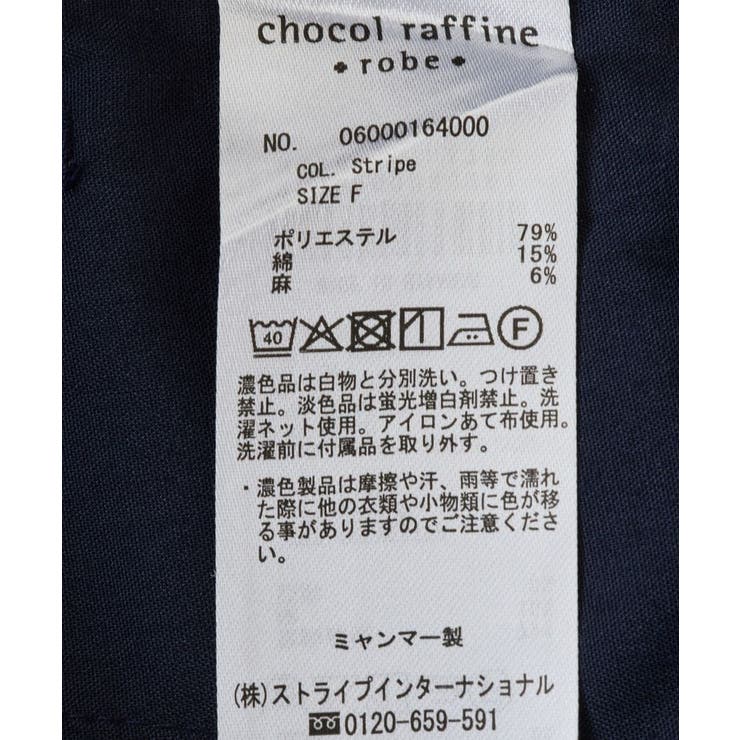 chocol raffine
robe
NO. 06000164000
COL. Stripe
SIZE F
ポリエステル 79%
綿 15%
麻 6%
40 F
濃色品は白物と分別洗い。つけ置き
禁止。淡色品は蛍光増白剤禁止。洗
濯ネット使用。アイロンあて布使用。
洗濯前に付属品を取り外す。
・濃色製品は摩擦や汗、雨等で濡れ
た際に他の衣類や小物類に色が移
る事がありますのでご注意くださ
い。
ミャンマー製
(株)ストライプインターナショナル
0120-659-591